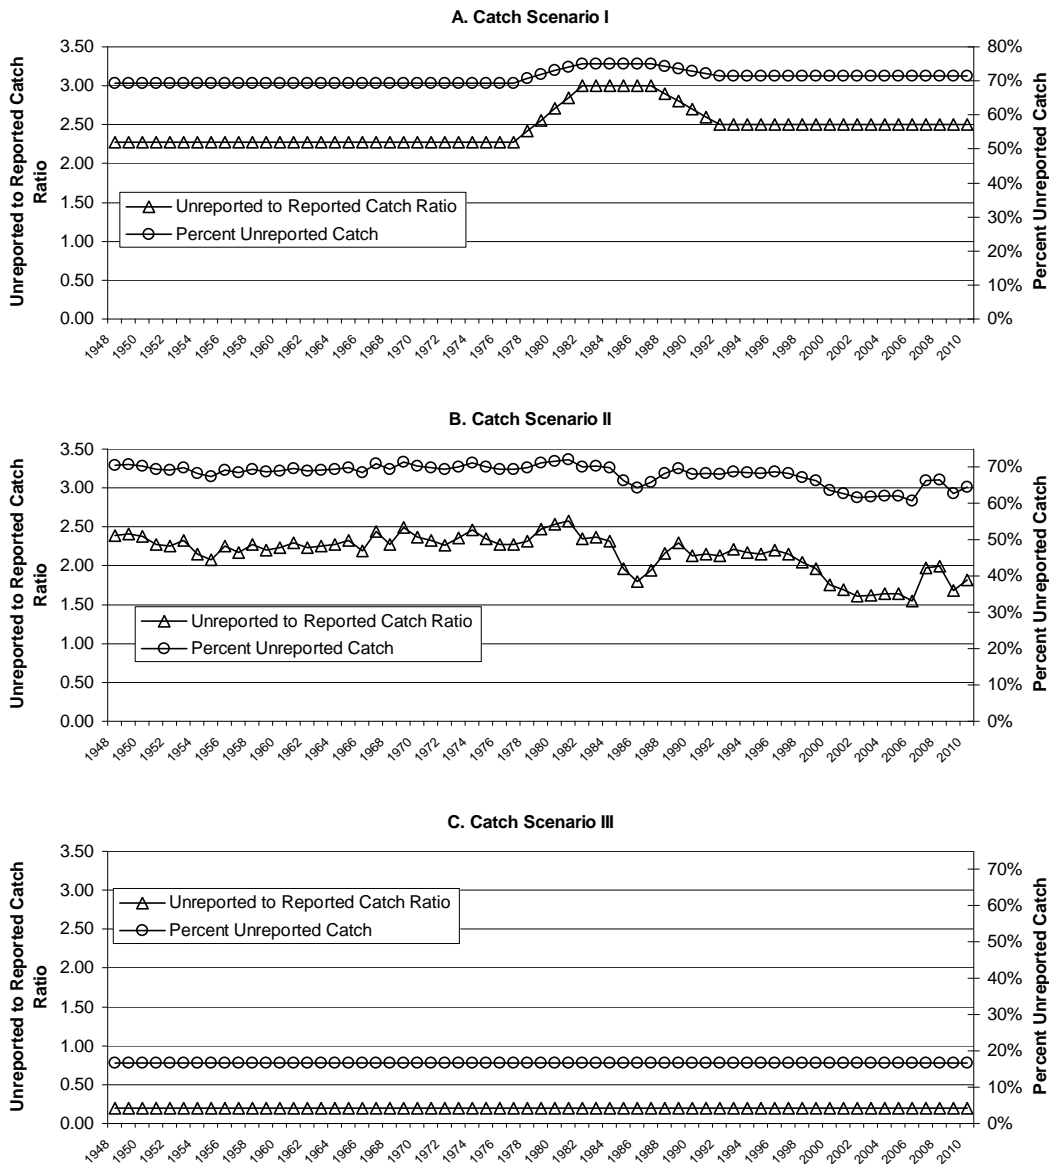 A. Catch Scenario I
Unreported to Reported Catch
Ratio
3.50
3.00
2.50
2.00
1.50
1.00
0.50
0.00
Unreported to Reported Catch Ratio
Percent Unreported Catch
80%
70%
60%
50%
40%
30%
20%
10%
0%
Percent Unreported Catch
1948 1950 1952 1954 1956 1958 1960 1962 1964 1966 1968 1970 1972 1974 1976 1978 1980 1982 1984 1986 1988 1990 1992 1994 1996 1998 2000 2002 2004 2006 2008 2010
B. Catch Scenario II
Unreported to Reported Catch
Ratio
3.50
3.00
2.50
2.00
1.50
1.00
0.50
0.00
Unreported to Reported Catch Ratio
Percent Unreported Catch
70%
60%
50%
40%
30%
20%
10%
0%
Percent Unreported Catch
1948 1950 1952 1954 1956 1958 1960 1962 1964 1966 1968 1970 1972 1974 1976 1978 1980 1982 1984 1986 1988 1990 1992 1994 1996 1998 2000 2002 2004 2006 2008 2010
C. Catch Scenario III
Unreported to Reported Catch
Ratio
3.50
3.00
2.50
2.00
1.50
1.00
0.50
0.00
Unreported to Reported Catch Ratio
Percent Unreported Catch
70%
60%
50%
40%
30%
20%
10%
0%
Percent Unreported Catch
1948 1950 1952 1954 1956 1958 1960 1962 1964 1966 1968 1970 1972 1974 1976 1978 1980 1982 1984 1986 1988 1990 1992 1994 1996 1998 2000 2002 2004 2006 2008 2010